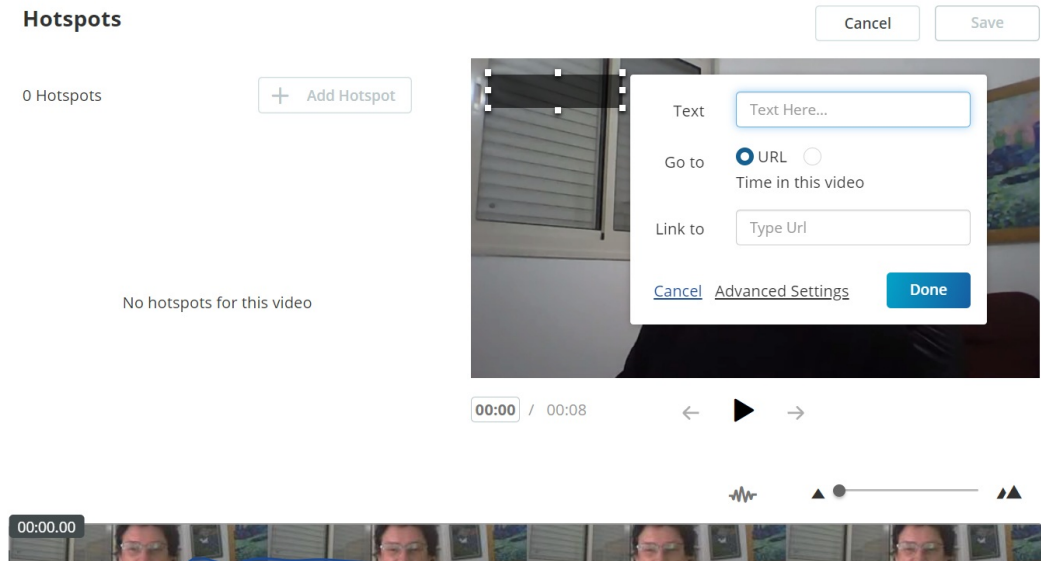 Hotspots
Cancel
Save
0 Hotspots
Add Hotspot
Text
Text Here...
Go to
URL
Time in this video
Link to
Type Url
No hotspots for this video
Cancel
Advanced Settings
Done
00:00 / 00:08
00:00.00